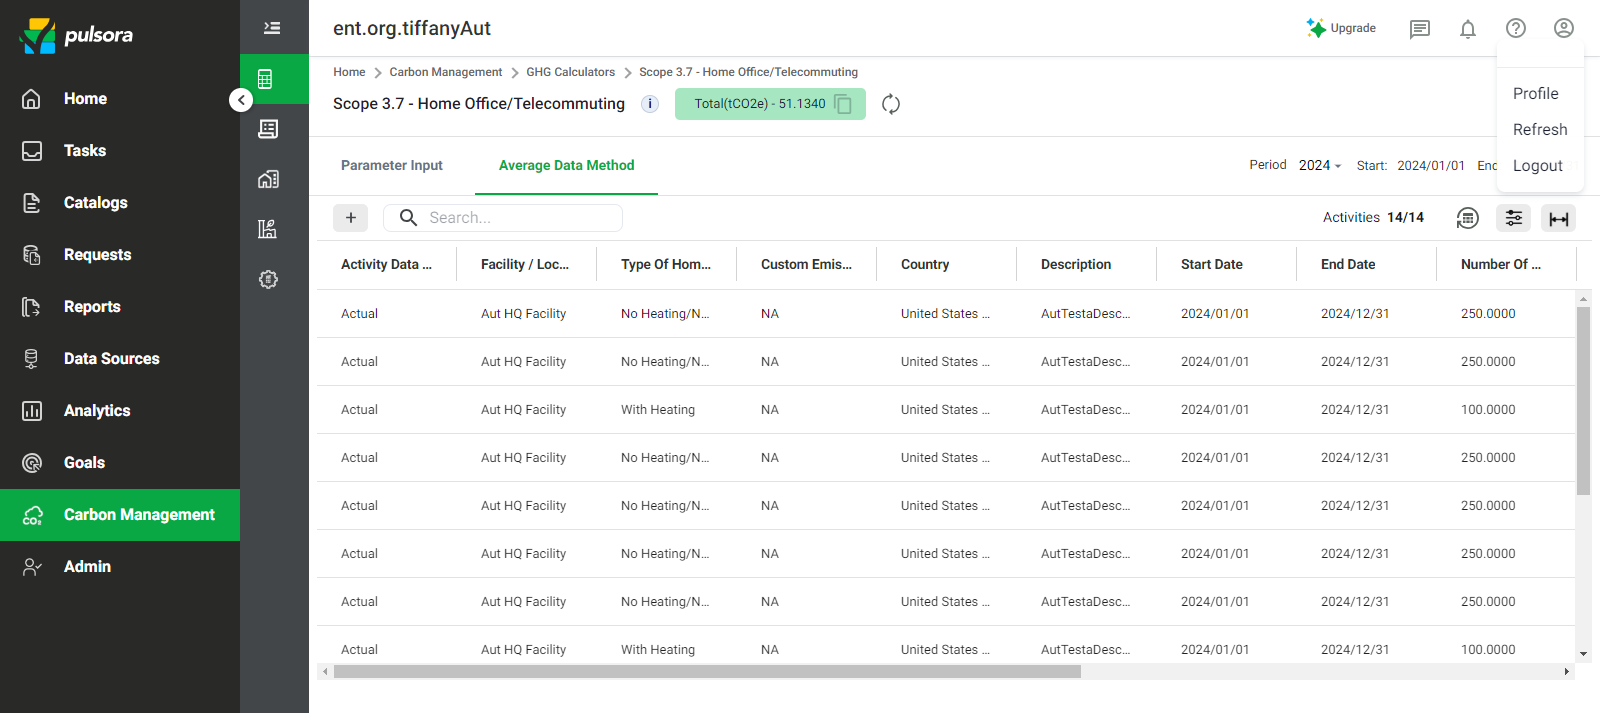 pulsora
ent.org.tiffanyAut
Upgrade
Home
Tasks
Catalogs
Requests
Reports
Data Sources
Analytics
Goals
CO₂
Carbon Management
Admin
Home > Carbon Management > GHG Calculators > Scope 3.7 - Home Office/Telecommuting
Scope 3.7 - Home Office/Telecommuting
Total(tCO2e) - 51.1340
Profile
Refresh
Logout
Parameter Input
Average Data Method
Period 2024 Start: 2024/01/01
Search...
Activities 14/14
Activity Data ... Facility / Loc... Type Of Hom... Custom Emis... Country Description Start Date End Date Number Of ...
Actual Aut HQ Facility No Heating/N... NA United States ... AutTestaDesc... 2024/01/01 2024/12/31 250.0000
Actual Aut HQ Facility No Heating/N... NA United States ... AutTestaDesc... 2024/01/01 2024/12/31 250.0000
Actual Aut HQ Facility With Heating NA United States ... AutTestaDesc... 2024/01/01 2024/12/31 100.0000
Actual Aut HQ Facility No Heating/N... NA United States ... AutTestaDesc... 2024/01/01 2024/12/31 250.0000
Actual Aut HQ Facility No Heating/N... NA United States ... AutTestaDesc... 2024/01/01 2024/12/31 250.0000
Actual Aut HQ Facility No Heating/N... NA United States ... AutTestaDesc... 2024/01/01 2024/12/31 250.0000
Actual Aut HQ Facility No Heating/N... NA United States ... AutTestaDesc... 2024/01/01 2024/12/31 250.0000
Actual Aut HQ Facility With Heating NA United States ... AutTestaDesc... 2024/01/01 2024/12/31 100.0000